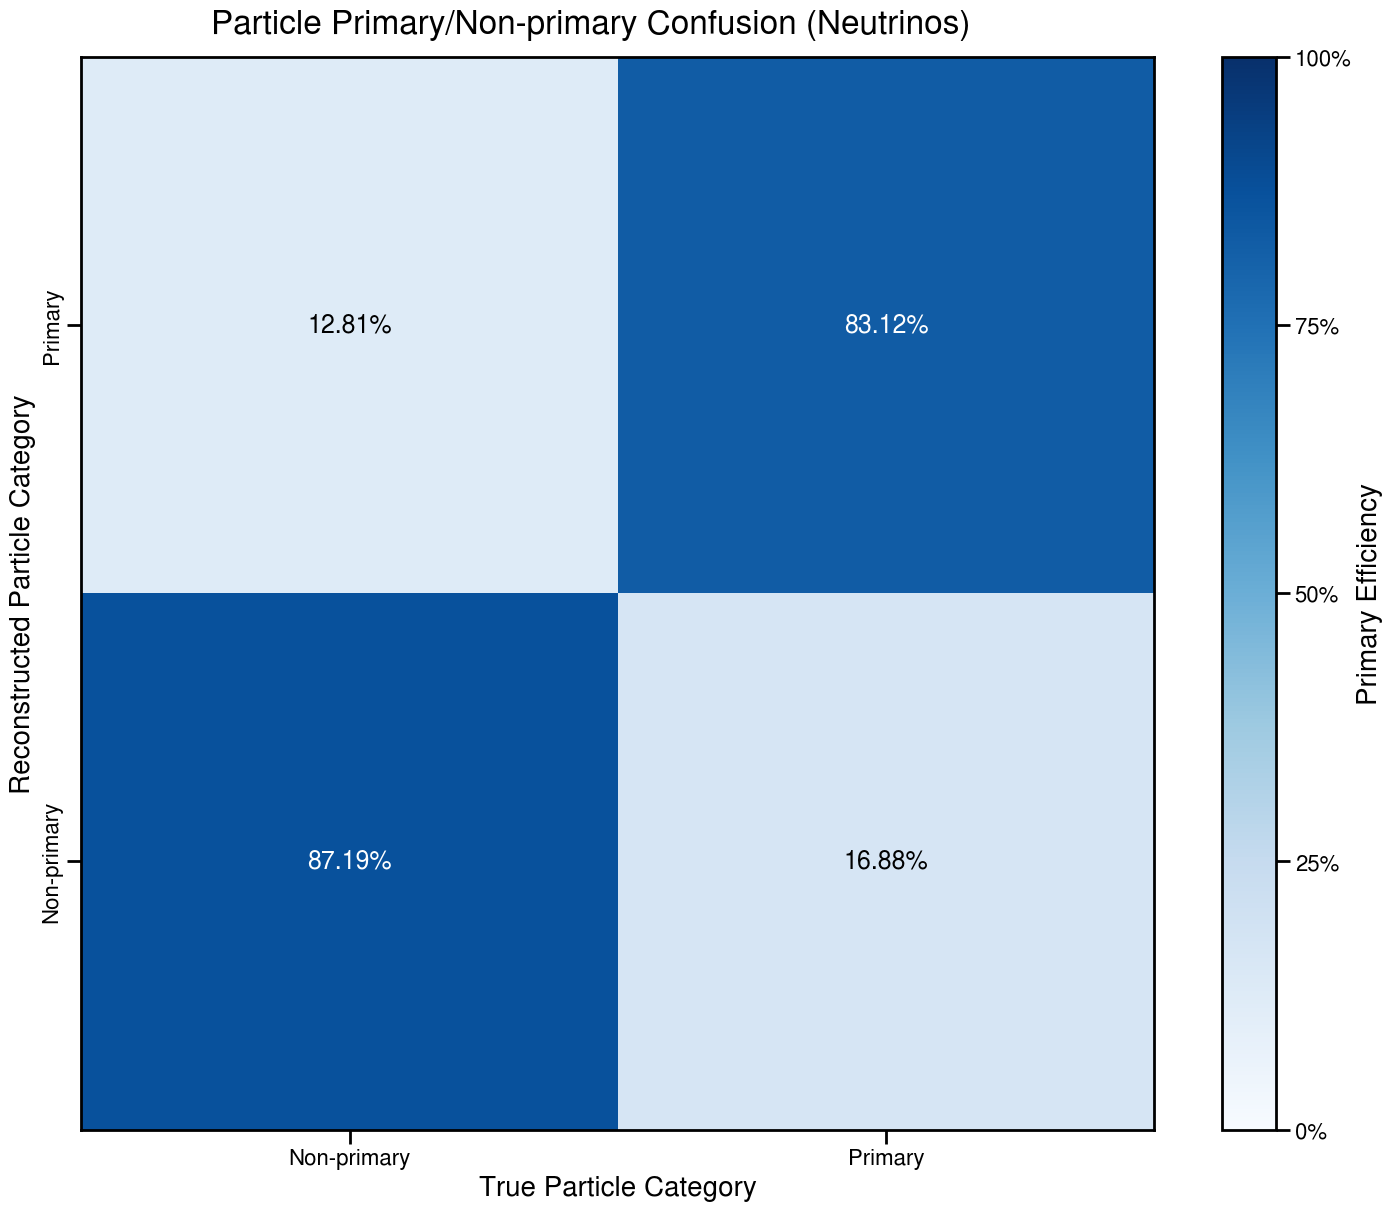 Particle Primary/Non-primary Confusion (Neutrinos)
100%
75%
50%
25%
0%
Primary Efficiency
Reconstructed Particle Category
Primary
Non-primary
12.81%
83.12%
87.19%
16.88%
Non-primary
Primary
True Particle Category